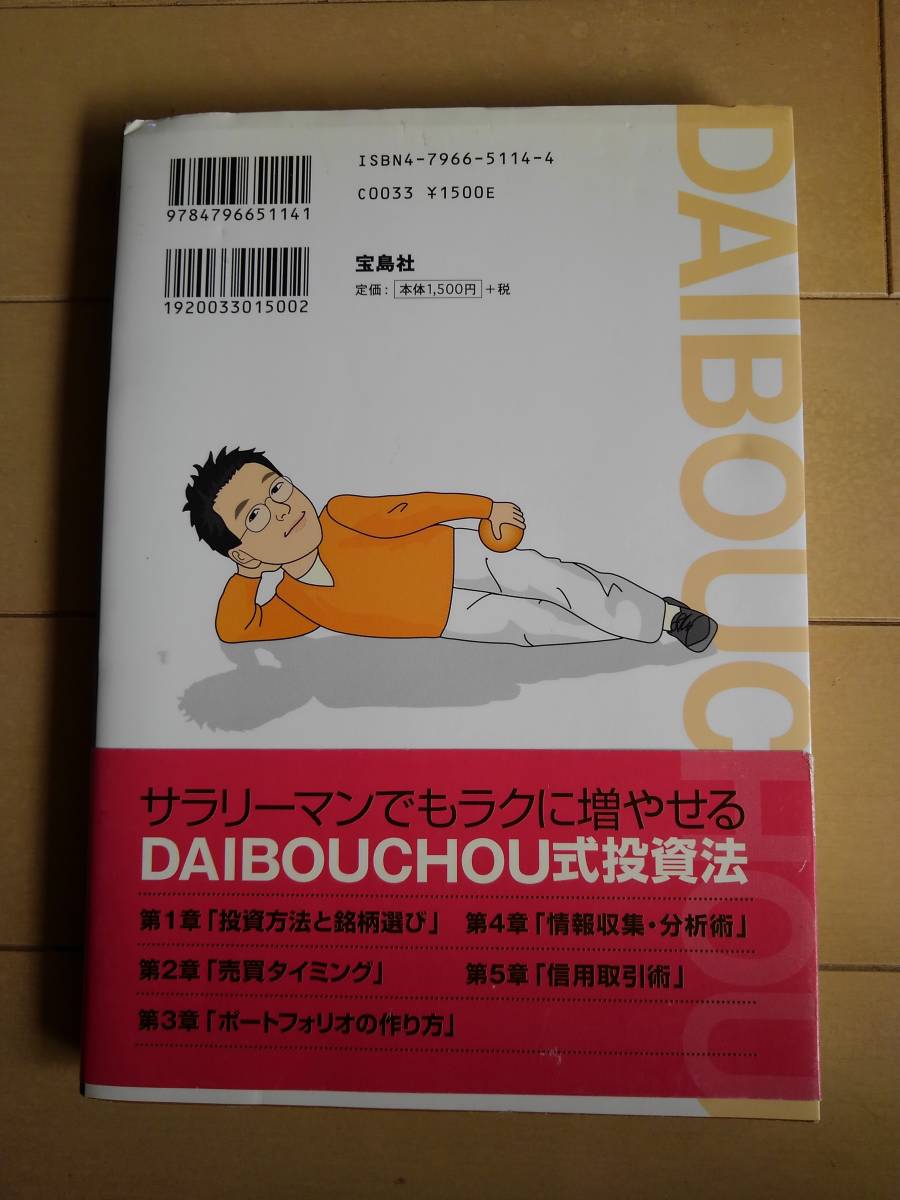 ISBN4-7966-5114-4
9784796651141
C0033 ¥1500E
1920033015002
宝島社
定価：本体1,500円＋税
DAIBOUCHOU
サラリーマンでもラクに増やせる
DAIBOUCHOU式投資法
第1章「投資方法と銘柄選び」
第2章「売買タイミング」
第3章「ポートフォリオの作り方」
第4章「情報収集・分析術」
第5章「信用取引術」